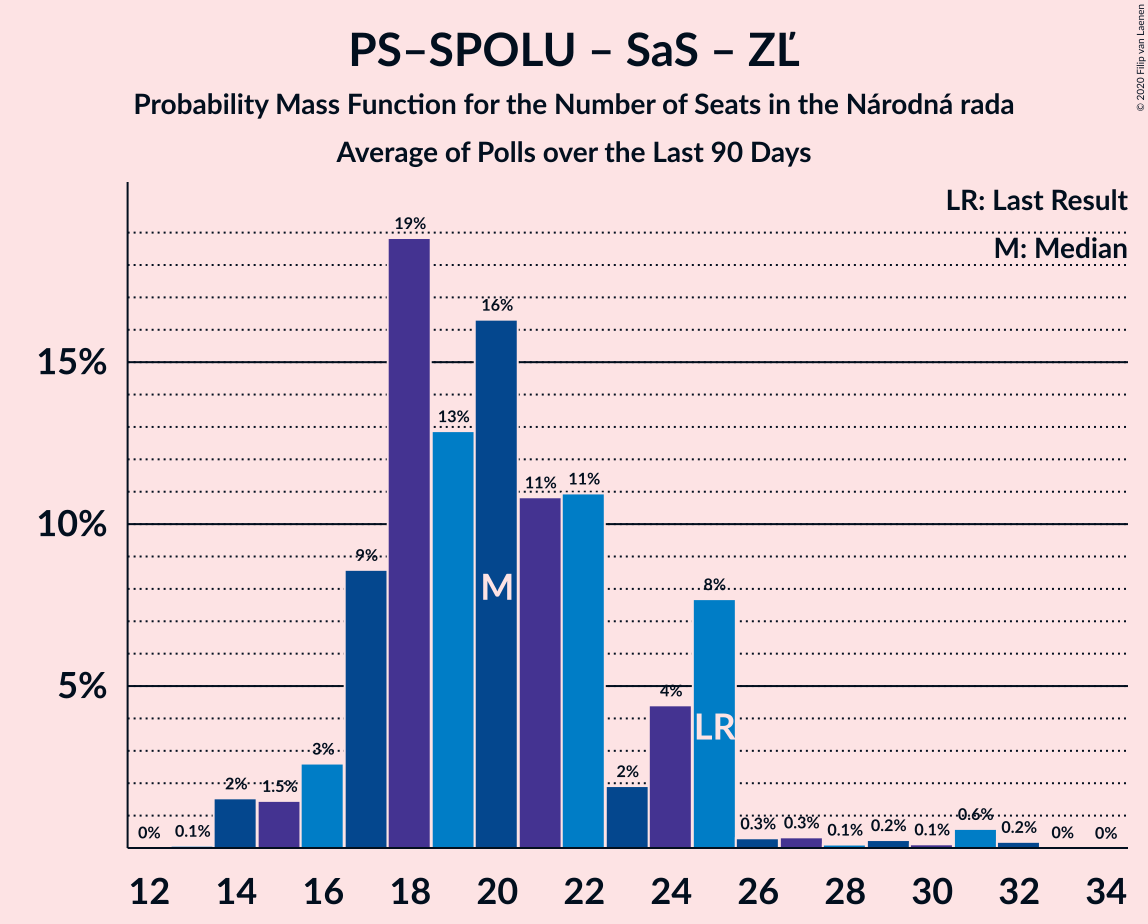 PS–SPOLU – SaS – ZĽ
Probability Mass Function for the Number of Seats in the Národná rada
Average of Polls over the Last 90 Days
© 2020 Filip van Laenen
LR: Last Result
M: Median
15%
10%
5%
0%
0.1%
2%
1.5%
3%
9%
19%
13%
16%
11%
11%
2%
4%
8%
0.3%
0.3%
0.1%
0.2%
0.1%
0.6%
0.2%
0%
0%
M
LR
12 14 16 18 20 22 24 26 28 30 32 34